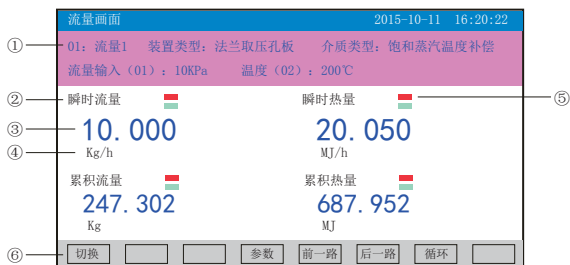 流量画面 2015-10-11 16:20:22
① 01: 流量1 装置类型: 法兰取压孔板 介质类型: 饱和蒸汽温度补偿
流量输入（01）: 10KPa 温度（02）: 200℃
② 瞬时流量 瞬时热量 ⑤
③ 10.000 20.050
④ Kg/h MJ/h
累积流量 累积热量
247.302 687.952
Kg MJ
⑥ 切换 参数 前一路 后一路 循环